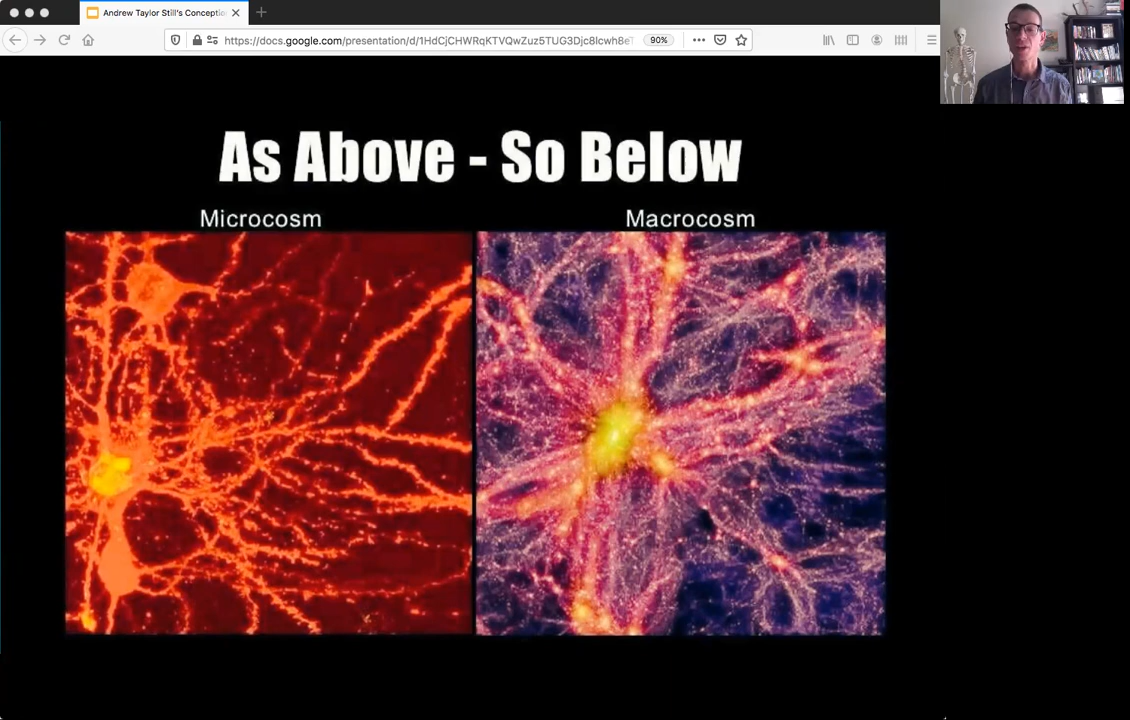 Andrew Taylor Still's Conceptio
https://docs.google.com/presentation/d/1HdCjCHWRqKTVQwZuz5TUG3Djc8lcwh8eT
90%
As Above - So Below
Microcosm
Macrocosm